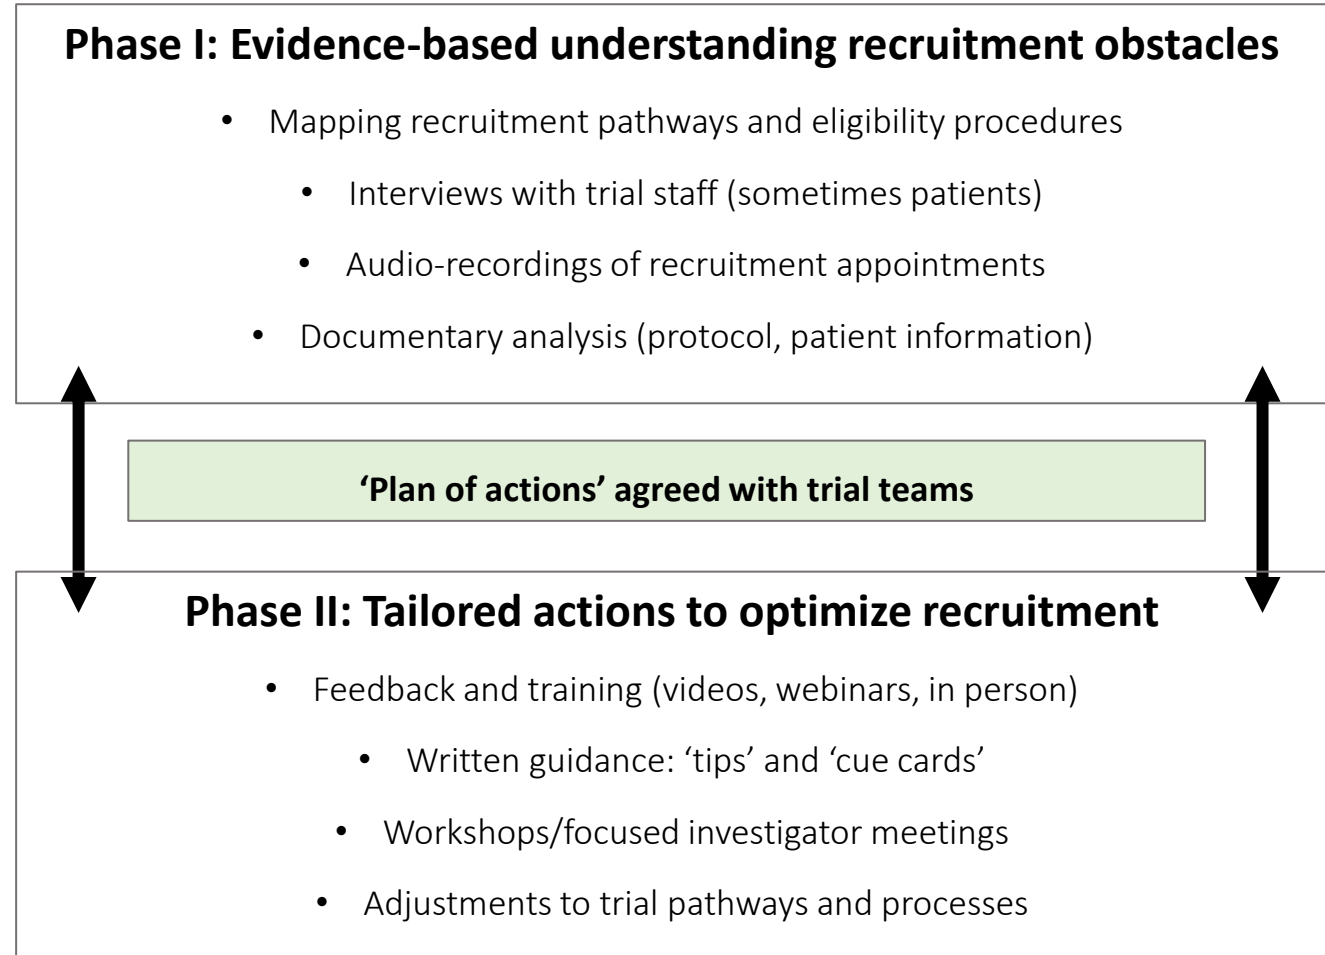 Phase I: Evidence-based understanding recruitment obstacles
• Mapping recruitment pathways and eligibility procedures
• Interviews with trial staff (sometimes patients)
• Audio-recordings of recruitment appointments
• Documentary analysis (protocol, patient information)
‘Plan of actions’ agreed with trial teams
Phase II: Tailored actions to optimize recruitment
• Feedback and training (videos, webinars, in person)
• Written guidance: ‘tips’ and ‘cue cards’
• Workshops/focused investigator meetings
• Adjustments to trial pathways and processes